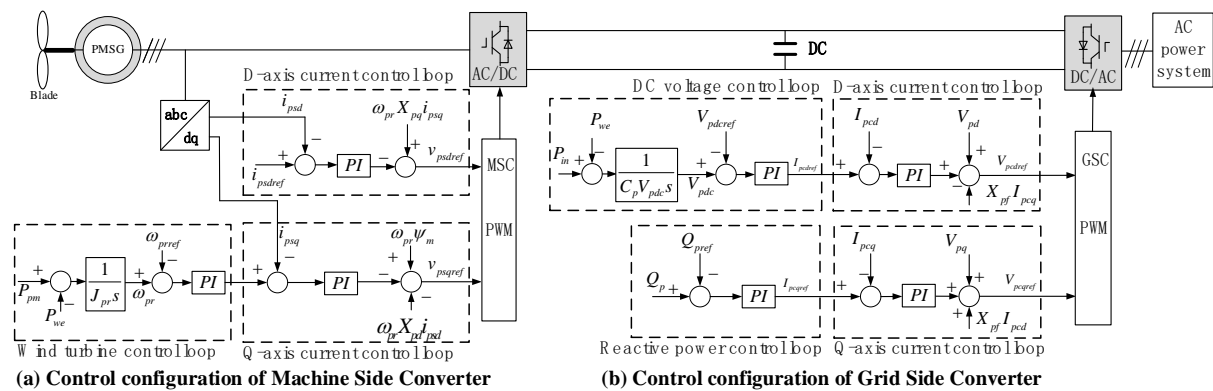 PMSG
Blade
abc
dq
AC/DC
DC
DC/AC
AC
power
system
D-axis current control loop
i_psd
ω_pr X_pq i_psq
−
+
+
−
−
+
PI
i_psdref
v_psdref
MSC
PWM
i_psq
ω_prref
P_pm
+
−
P_we
1
J_pr s
+
ω_pr
−
PI
Wind turbine control loop
+
−
PI
−
ω_pr ψ_m
+
−
v_psqref
ω_pr X_pd i_psd
Q-axis current control loop
(a) Control configuration of Machine Side Converter
DC voltage control loop
P_we
P_in
+
−
1
C_p V_pdc s
+
V_pdc
V_pdcref
−
PI
I_pcdref
D-axis current control loop
I_pcd
+
−
PI
+
V_pd
+
−
V_pcdref
X_pf I_pcq
GSC
PWM
Q_pref
Q_p
+
−
PI
I_pcqref
Reactive power control loop
I_pcq
+
−
PI
+
V_pq
+
+
V_pcqref
X_pf I_pcd
Q-axis current control loop
(b) Control configuration of Grid Side Converter